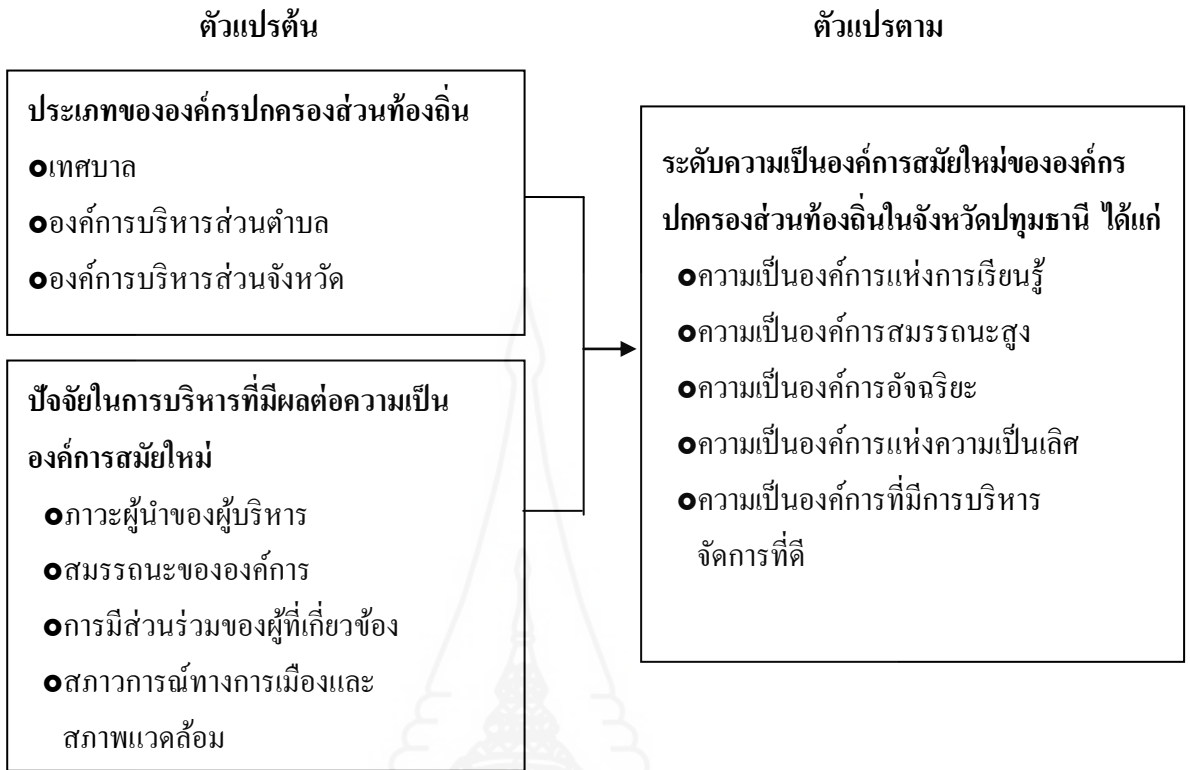 ตัวแปรต้น
ประเภทขององค์กรปกครองส่วนท้องถิ่น
เทศบาล
องค์การบริหารส่วนตำบล
องค์การบริหารส่วนจังหวัด
ปัจจัยในการบริหารที่มีผลต่อความเป็น
องค์การสมัยใหม่
ภาวะผู้นำของผู้บริหาร
สมรรถนะขององค์การ
การมีส่วนร่วมของผู้ที่เกี่ยวข้อง
สภาวการณ์ทางการเมืองและ
สภาพแวดล้อม
ตัวแปรตาม
ระดับความเป็นองค์การสมัยใหม่ขององค์กร
ปกครองส่วนท้องถิ่นในจังหวัดปทุมธานี ได้แก่
ความเป็นองค์การแห่งการเรียนรู้
ความเป็นองค์การสมรรถนะสูง
ความเป็นองค์การอัจฉริยะ
ความเป็นองค์การแห่งความเป็นเลิศ
ความเป็นองค์การที่มีการบริหาร
จัดการที่ดี